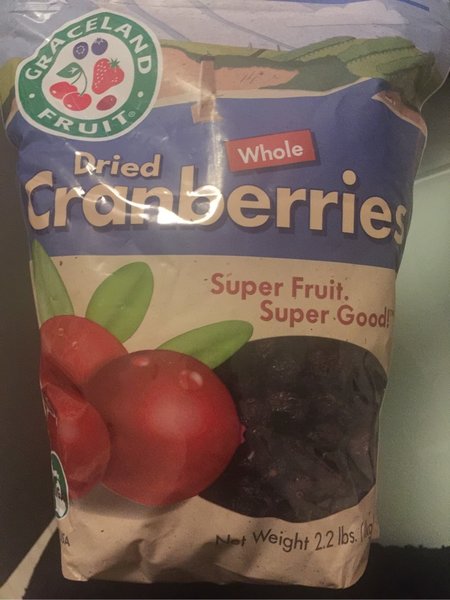 GRACELAND
FRUIT
Whole
Dried
Cranberries
Super Fruit.
Super Good!
Net Weight 2.2 lbs.